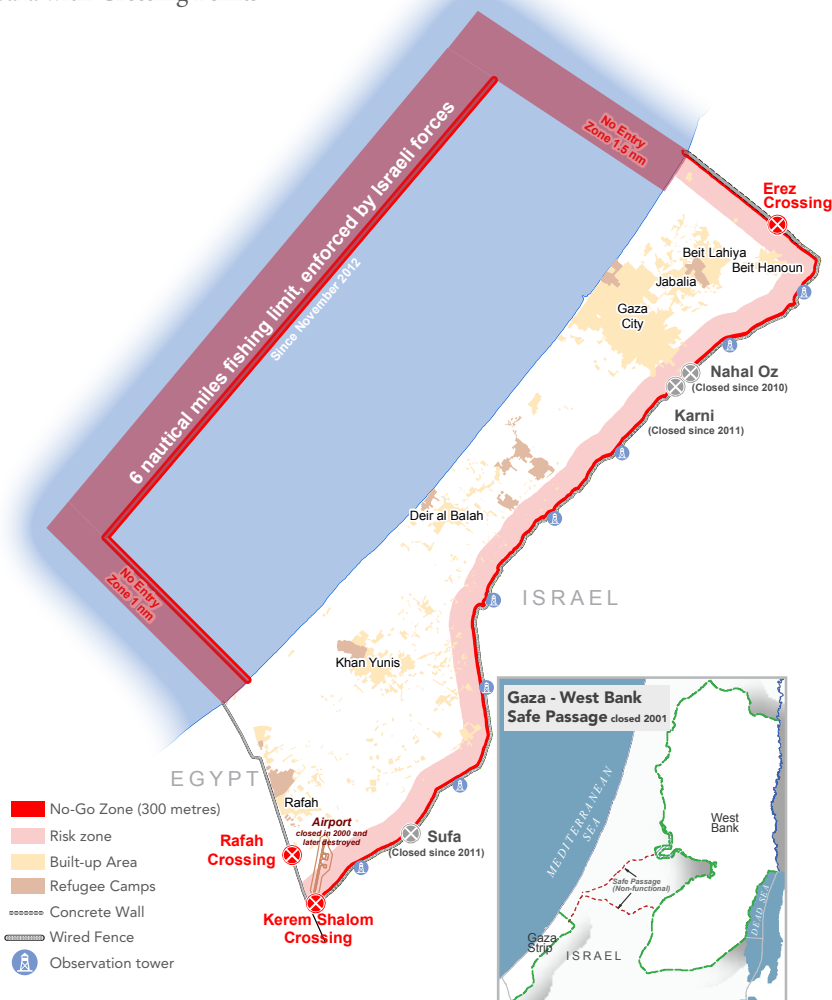 6 nautical miles fishing limit, enforced by Israeli forces
Since November 2012
No Entry
Zone 1.5 nm
Erez
Crossing
Beit Lahiya
Beit Hanoun
Jabalia
Gaza
City
Nahal Oz
(Closed since 2010)
Karni
(Closed since 2011)
Deir al Balah
No Entry
Zone 1 nm
ISRAEL
Khan Yunis
EGYPT
Rafah
Airport
closed in 2000 and
later destroyed
Sufa
(Closed since 2011)
Rafah
Crossing
Kerem Shalom
Crossing
No-Go Zone (300 metres)
Risk zone
Built-up Area
Refugee Camps
Concrete Wall
Wired Fence
Observation tower
Gaza - West Bank
Safe Passage closed 2001
MEDITERRANEAN
SEA
West
Bank
Safe Passage
(Non-functional)
DEAD SEA
Gaza
Strip
ISRAEL